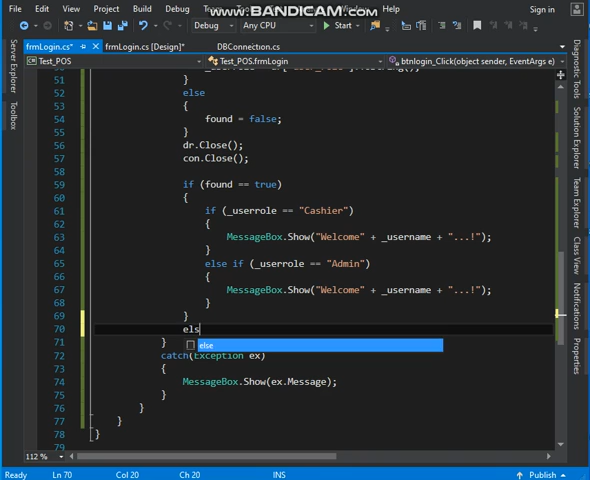 File Edit View Project Build Debug Team Tools Window Help Sign in
www.BANDICAM.com
Debug Any CPU Start
frmLogin.cs* frmLogin.cs [Design]* DBConnection.cs
Test_POS Test_POS.frmLogin btnlogin_Click(object sender, EventArgs e)
51 }
52 else
53 {
54 found = false;
55 }
56 dr.Close();
57 con.Close();
58
59 if (found == true)
60 {
61 if (_userrole == "Cashier")
62 {
63 MessageBox.Show("Welcome" + _username + "...!");
64 }
65 else if (_userrole == "Admin")
66 {
67 MessageBox.Show("Welcome" + _username + "...!");
68 }
69 }
70 els
else
71 }
72 catch(Exception ex)
73 {
74 MessageBox.Show(ex.Message);
75 }
76 }
77 }
78 }
79
112 %
Ready Ln 70 Col 20 Ch 20 INS Publish
Server Explorer
Toolbox
Diagnostic Tools
Solution Explorer
Team Explorer
Class View
Notifications
Properties